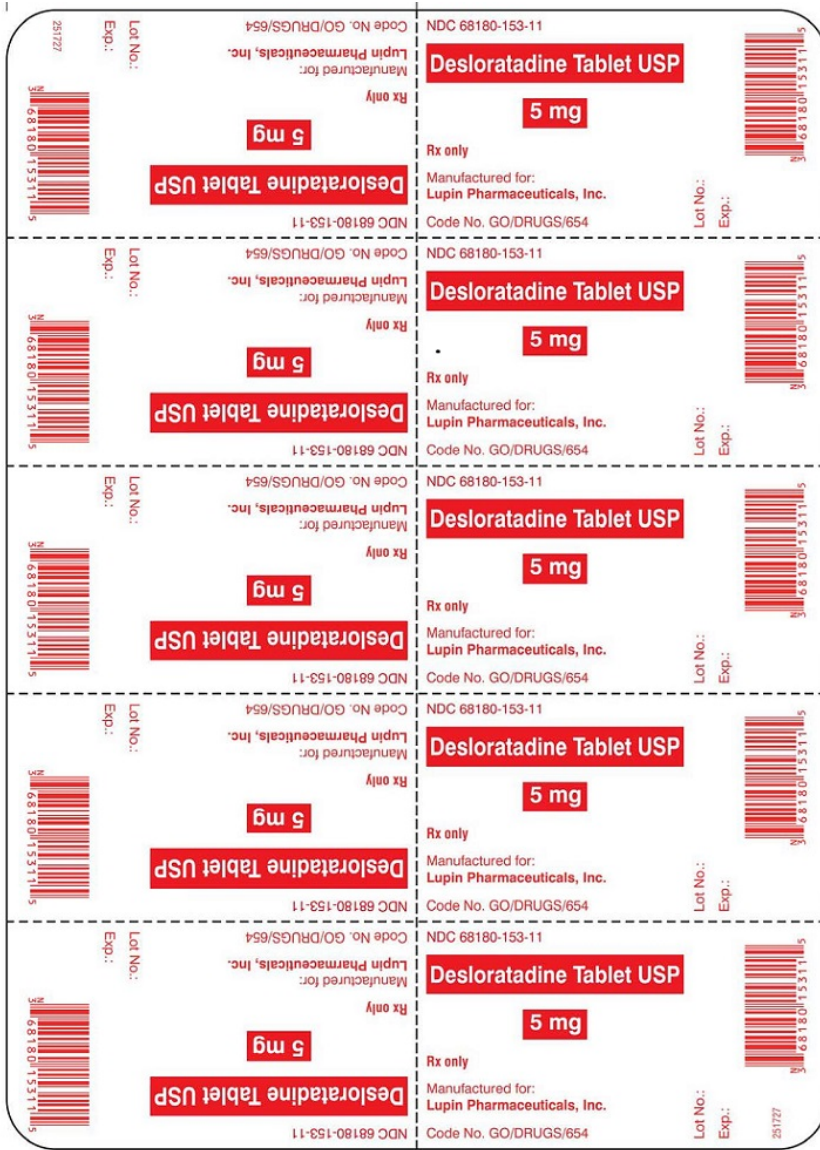 NDC 68180-153-11
Desloratadine Tablet USP
5 mg
Rx only
Manufactured for:
Lupin Pharmaceuticals, Inc.
Code No. GO/DRUGS/654
Lot No.:
Exp.:
N
3 68180 15311 5
251727
NDC 68180-153-11
Desloratadine Tablet USP
5 mg
Rx only
Manufactured for:
Lupin Pharmaceuticals, Inc.
Code No. GO/DRUGS/654
Lot No.:
Exp.:
N
3 68180 15311 5
NDC 68180-153-11
Desloratadine Tablet USP
5 mg
Rx only
Manufactured for:
Lupin Pharmaceuticals, Inc.
Code No. GO/DRUGS/654
Lot No.:
Exp.:
N
3 68180 15311 5
NDC 68180-153-11
Desloratadine Tablet USP
5 mg
Rx only
Manufactured for:
Lupin Pharmaceuticals, Inc.
Code No. GO/DRUGS/654
Lot No.:
Exp.:
N
3 68180 15311 5
NDC 68180-153-11
Desloratadine Tablet USP
5 mg
Rx only
Manufactured for:
Lupin Pharmaceuticals, Inc.
Code No. GO/DRUGS/654
Lot No.:
Exp.:
N
3 68180 15311 5
NDC 68180-153-11
Desloratadine Tablet USP
5 mg
Rx only
Manufactured for:
Lupin Pharmaceuticals, Inc.
Code No. GO/DRUGS/654
Lot No.:
Exp.:
N
3 68180 15311 5
NDC 68180-153-11
Desloratadine Tablet USP
5 mg
Rx only
Manufactured for:
Lupin Pharmaceuticals, Inc.
Code No. GO/DRUGS/654
Lot No.:
Exp.:
N
3 68180 15311 5
NDC 68180-153-11
Desloratadine Tablet USP
5 mg
Rx only
Manufactured for:
Lupin Pharmaceuticals, Inc.
Code No. GO/DRUGS/654
Lot No.:
Exp.:
N
3 68180 15311 5
NDC 68180-153-11
Desloratadine Tablet USP
5 mg
Rx only
Manufactured for:
Lupin Pharmaceuticals, Inc.
Code No. GO/DRUGS/654
Lot No.:
Exp.:
N
3 68180 15311 5
NDC 68180-153-11
Desloratadine Tablet USP
5 mg
Rx only
Manufactured for:
Lupin Pharmaceuticals, Inc.
Code No. GO/DRUGS/654
Lot No.:
Exp.:
N
3 68180 15311 5
251727